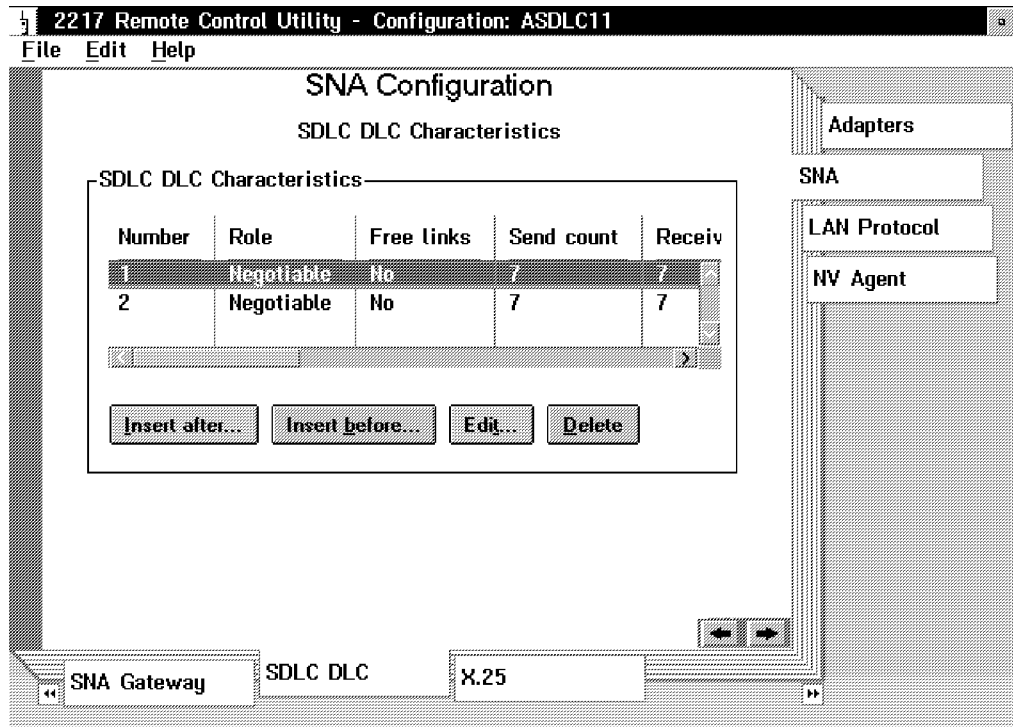 2217 Remote Control Utility - Configuration: ASDLC11
File Edit Help
SNA Configuration
SDLC DLC Characteristics
SDLC DLC Characteristics
Number Role Free links Send count Receiv
1 Negotiable No 7 7
2 Negotiable No 7 7
Insert after... Insert before... Edit... Delete
Adapters
SNA
LAN Protocol
NV Agent
SNA Gateway SDLC DLC X.25